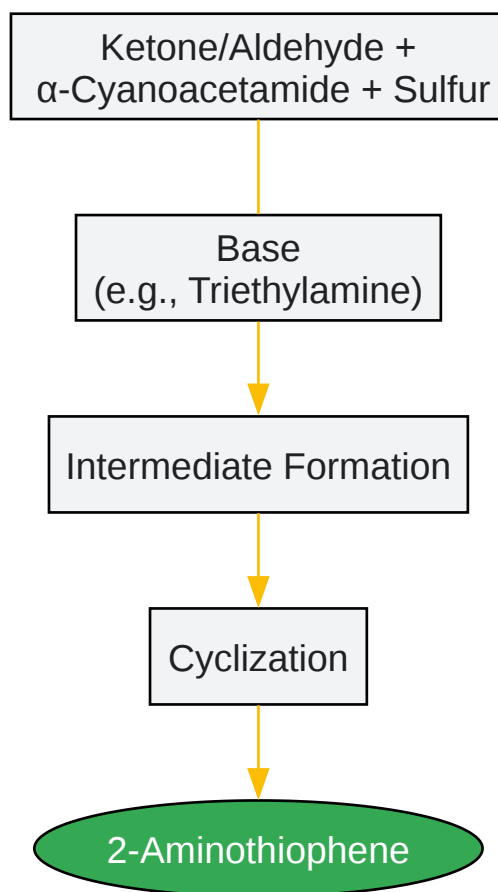 Ketone/Aldehyde +
α-Cyanoacetamide + Sulfur
Base
(e.g., Triethylamine)
Intermediate Formation
Cyclization
2-Aminothiophene